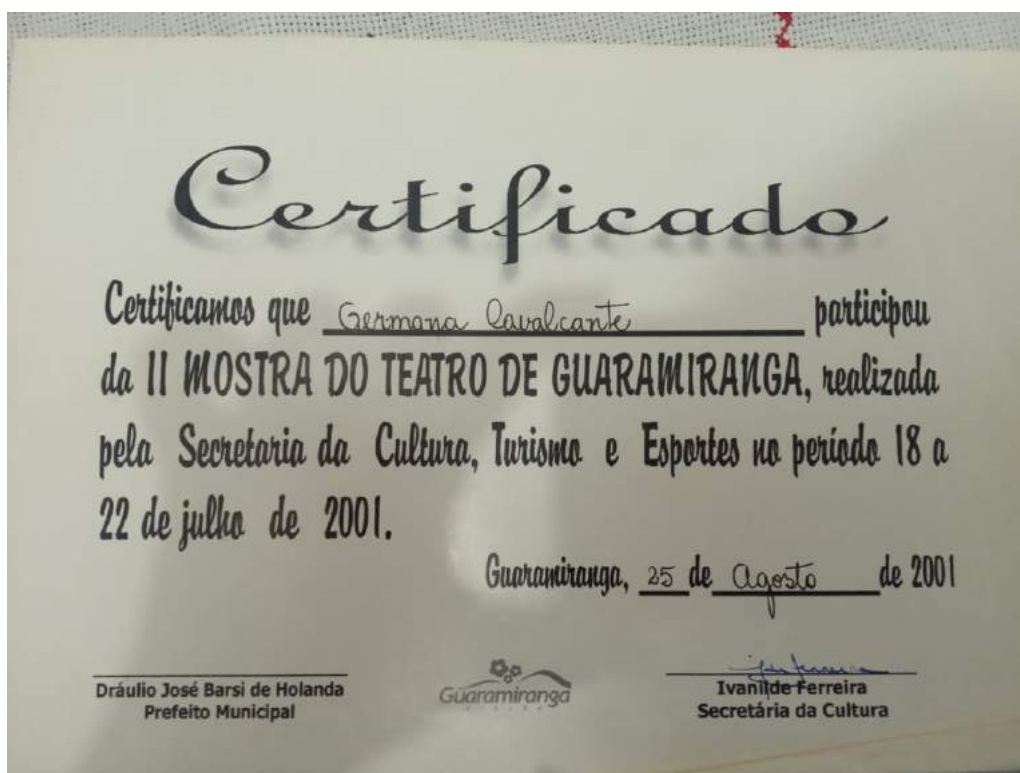 Certificado
Certificamos que Germana Cavalcante participou
da II MOSTRA DO TEATRO DE GUARAMIRANGA, realizada
pela Secretaria da Cultura, Turismo e Esportes no período 18 a
22 de julho de 2001.
Guaramiranga, 25 de Agosto de 2001
Dráulio José Barsi de Holanda
Prefeito Municipal
Guaramiranga
Ivanilde Ferreira
Secretária da Cultura